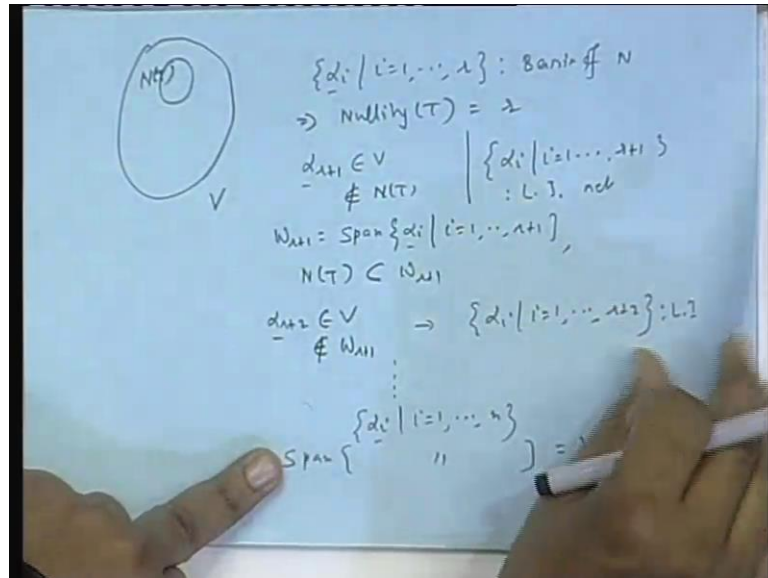 N(T)
V
{αi | i=1, ..., r} : Basis of N
⇒ Nullity(T) = r
αr+1 ∈ V
∉ N(T)
{αi | i=1..., r+1}
: L.I. set
Wr+1 = Span{αi | i=1, .., r+1},
N(T) ⊂ Wr+1
αr+2 ∈ V → {αi | i=1, ..., r+2} : L.I
∉ Wr+1
{αi | i=1, ..., n}
Span{ " } =